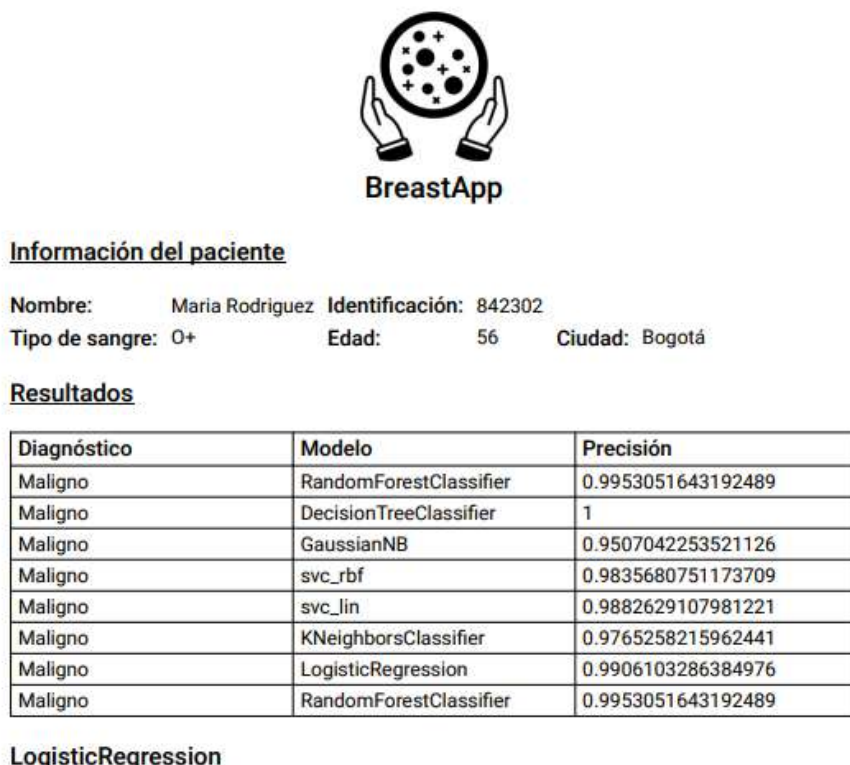 BreastApp
Información del paciente
Nombre: Maria Rodriguez Identificación: 842302
Tipo de sangre: O+ Edad: 56 Ciudad: Bogotá
Resultados
Diagnóstico Modelo Precisión
Maligno RandomForestClassifier 0.9953051643192489
Maligno DecisionTreeClassifier 1
Maligno GaussianNB 0.9507042253521126
Maligno svc_rbf 0.9835680751173709
Maligno svc_lin 0.9882629107981221
Maligno KNeighborsClassifier 0.9765258215962441
Maligno LogisticRegression 0.9906103286384976
Maligno RandomForestClassifier 0.9953051643192489
LogisticRegression